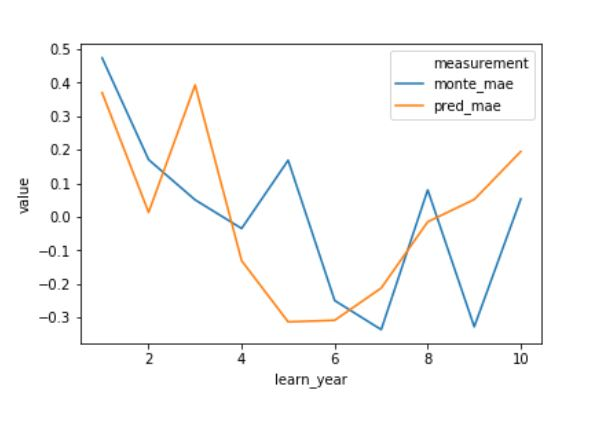 0.5
0.4
0.3
0.2
0.1
0.0
−0.1
−0.2
−0.3
value
measurement
monte_mae
pred_mae
2 4 6 8 10
learn_year